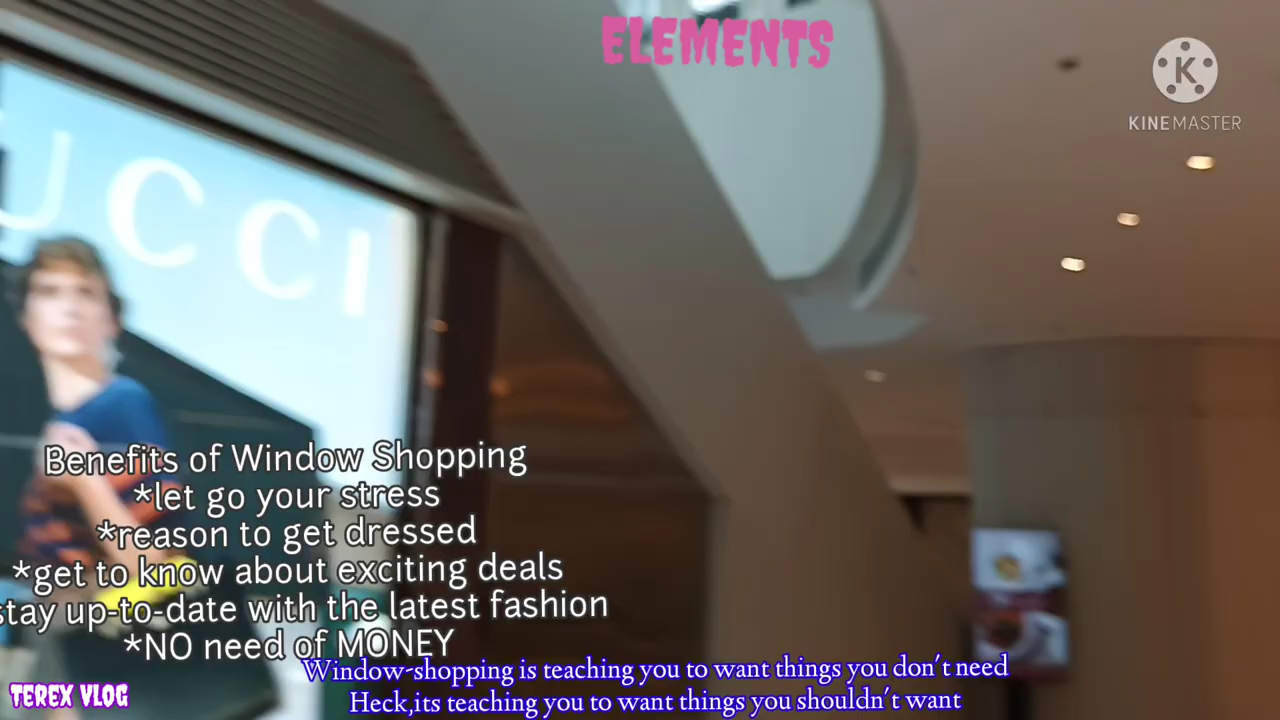 ELEMENTS
K
KINEMASTER
UCCI
Benefits of Window Shopping
*let go your stress
*reason to get dressed
*get to know about exciting deals
stay up-to-date with the latest fashion
*NO need of MONEY
Window-shopping is teaching you to want things you don't need
Heck,its teaching you to want things you shouldn't want
TEREX VLOG